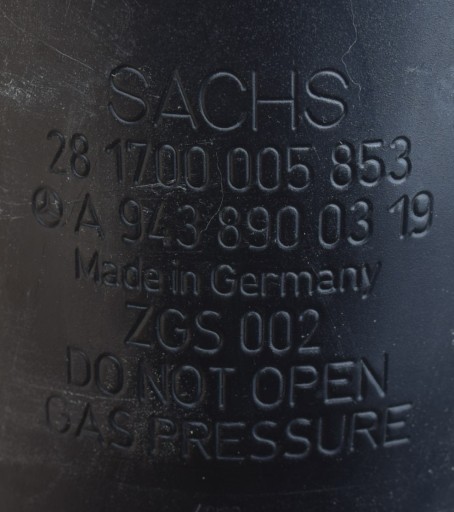 SACHS
28 1700 005 853
A 943 890 03 19
Made in Germany
ZGS 002
DO NOT OPEN
GAS PRESSURE